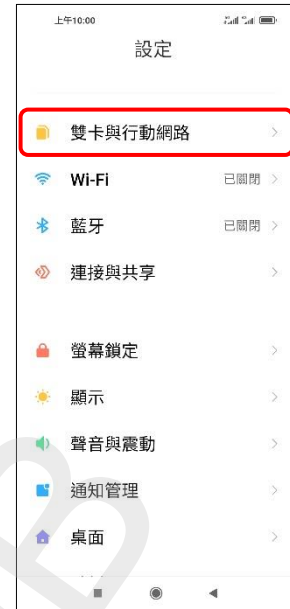 上午10:00
設定
雙卡與行動網路
Wi-Fi 已關閉
藍牙 已關閉
連接與共享
螢幕鎖定
顯示
聲音與震動
通知管理
桌面